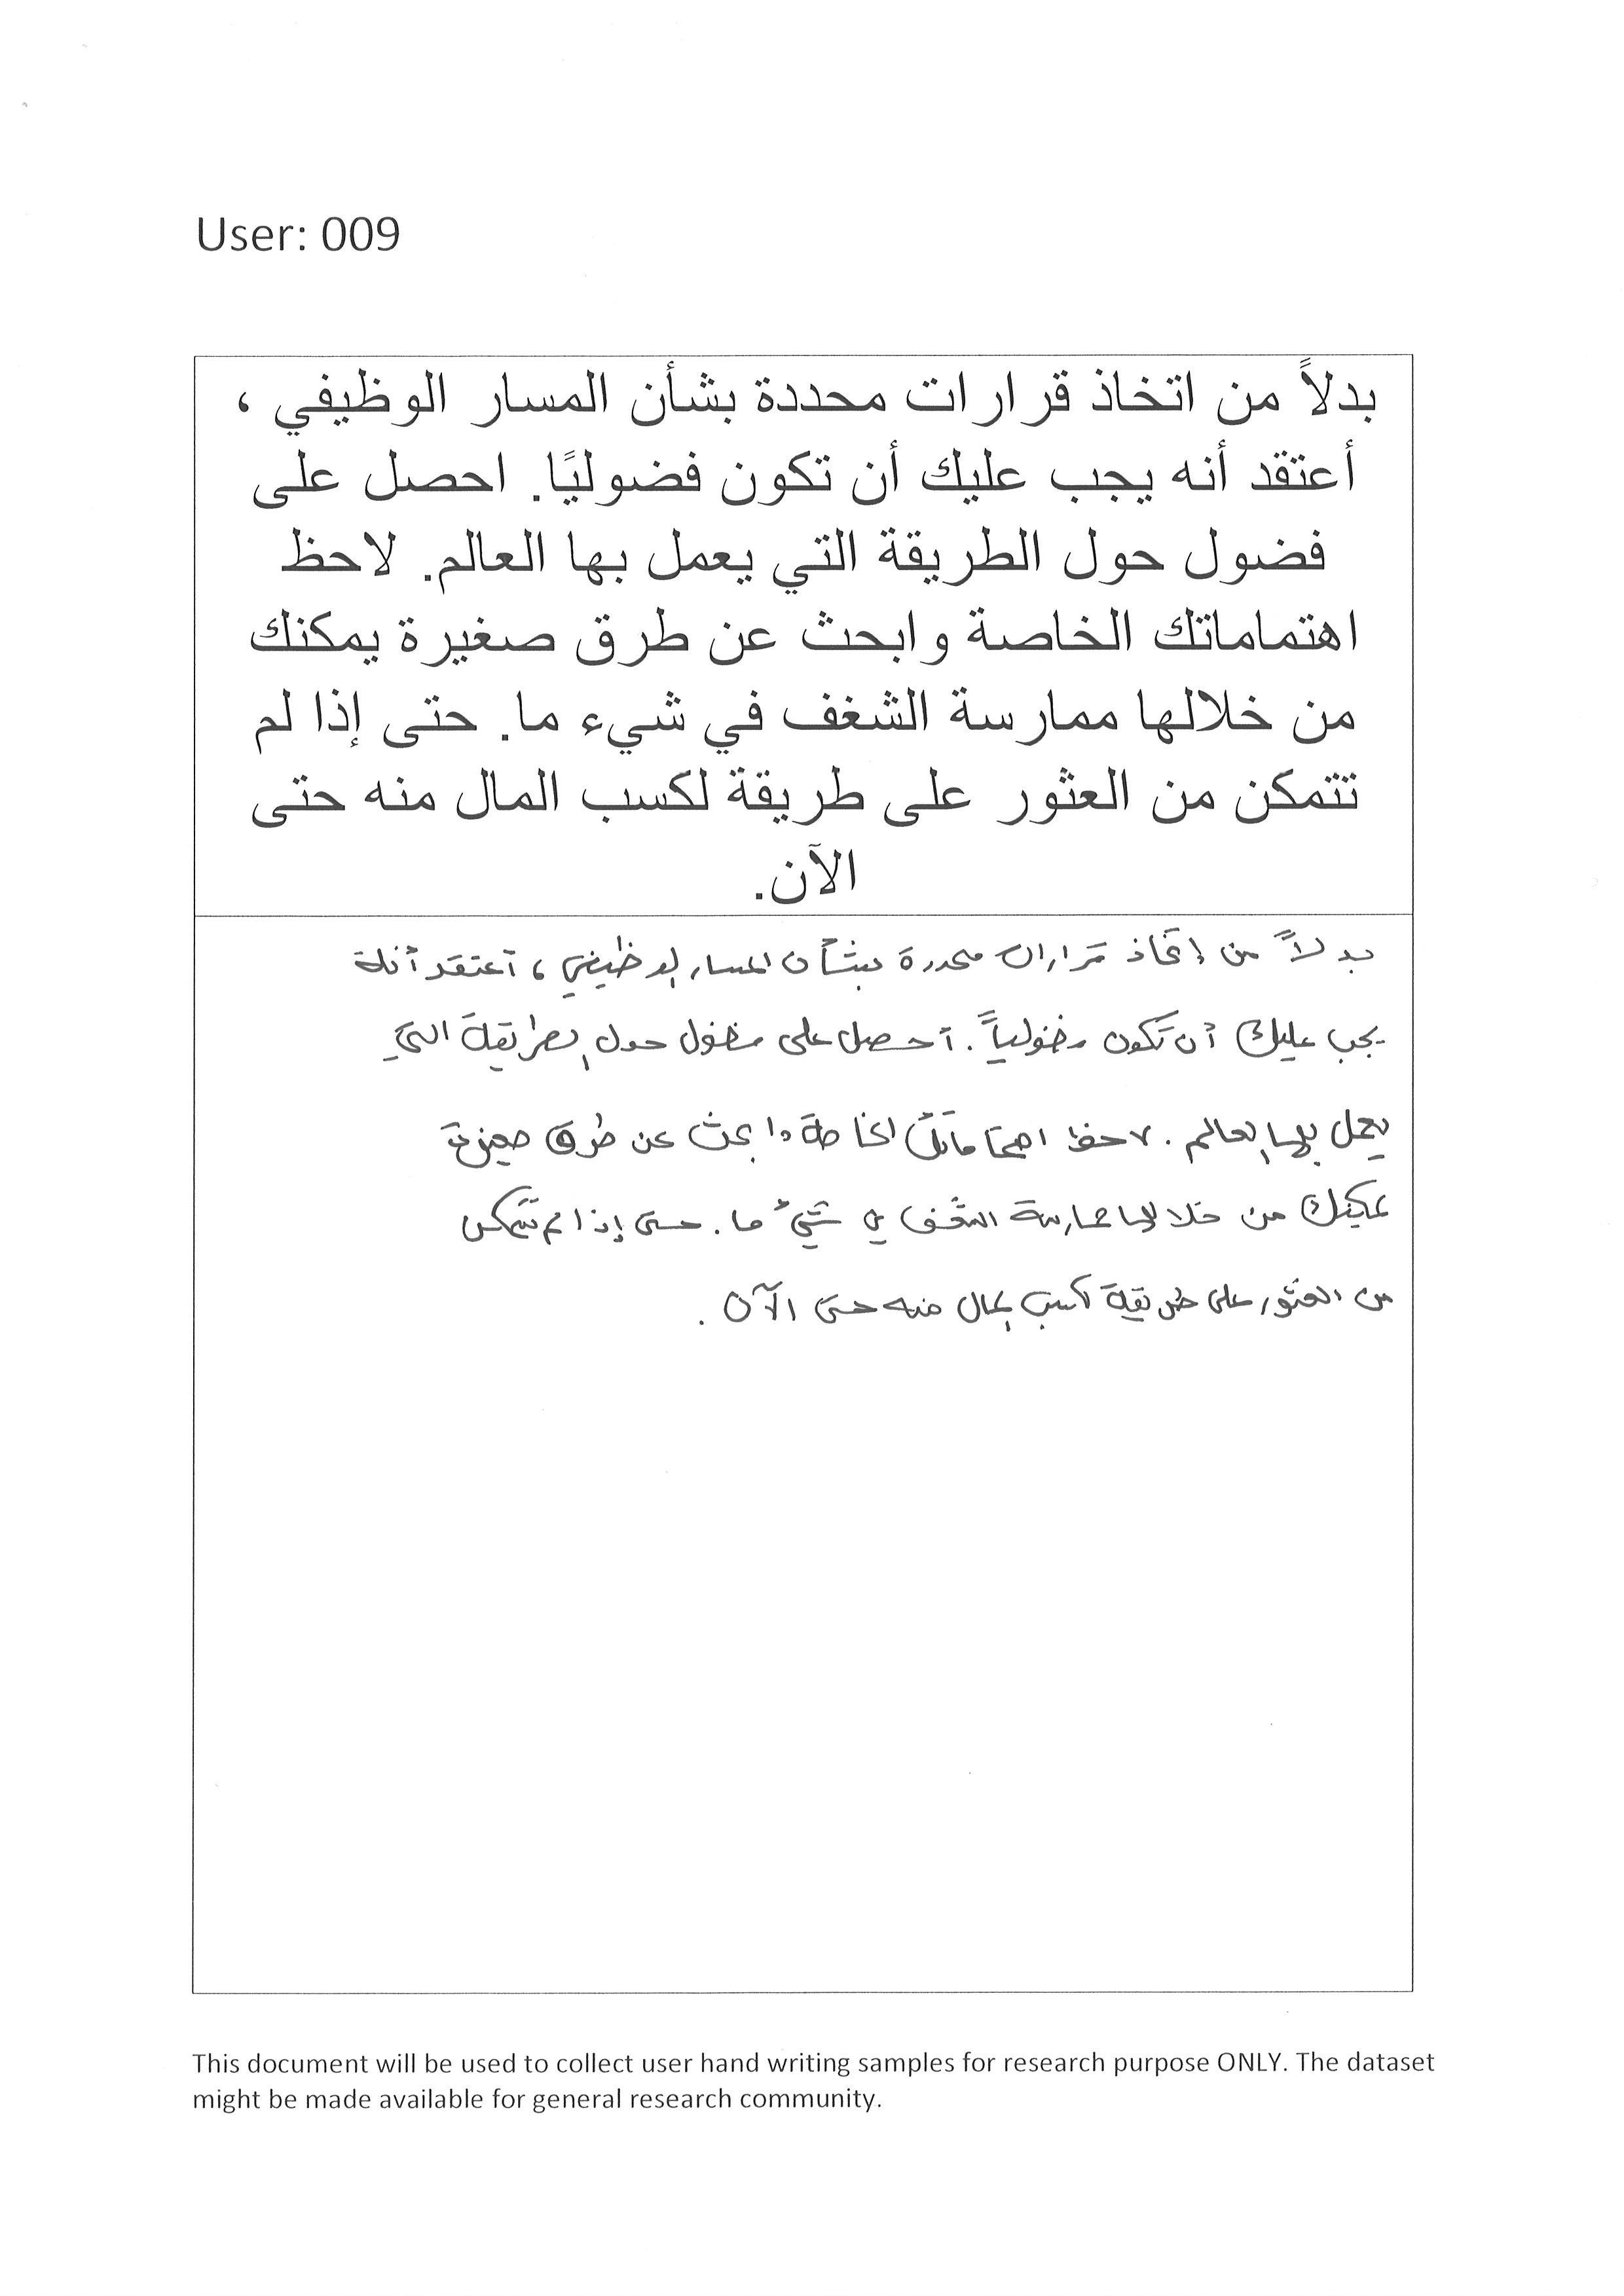 User: 009
بدلاً من اتخاذ قرارات محددة بشأن المسار الوظيفي ،
أعتقد أنه يجب عليك أن تكون فضوليًا. احصل على
فضول حول الطريقة التي يعمل بها العالم. لاحظ
اهتماماتك الخاصة وابحث عن طرق صغيرة يمكنك
من خلالها ممارسة الشغف في شيء ما. حتى إذا لم
تتمكن من العثور على طريقة لكسب المال منه حتى
الآن.
بدلاً من إتخاذ قرارات محددة بشأن المسار الوظيفي ، أعتقد أنة
يجب عليك أن تكون فضولياً. أحصل على فضول حول الطريقة التي
يعمل بها العالم. لاحظ اهتماماتك الخاصة وابحث عن طرق صغيرة
يمكنك من خلالها ممارسة الشغف في شيء ما. حتى إذا لم تتمكن
من العثور على طريقة لكسب المال منه حتى الآن.
This document will be used to collect user hand writing samples for research purpose ONLY. The dataset
might be made available for general research community.